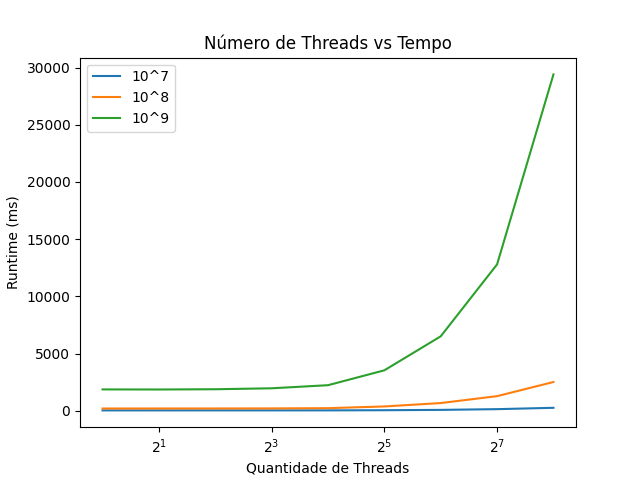 Número de Threads vs Tempo
10^7
10^8
10^9
30000
25000
20000
15000
10000
5000
0
Runtime (ms)
2^1 2^3 2^5 2^7
Quantidade de Threads